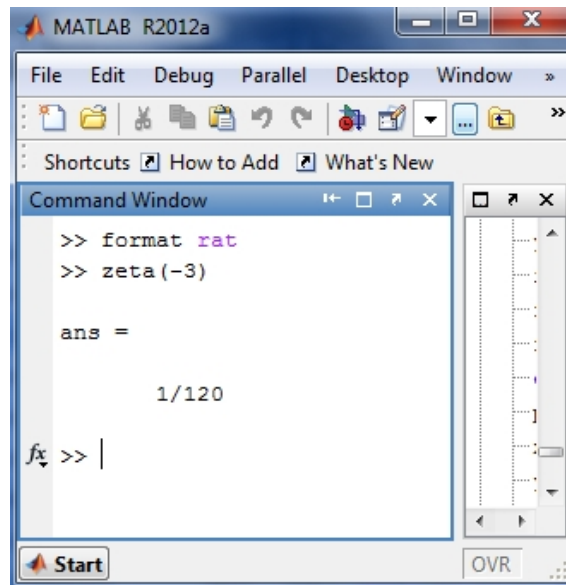 MATLAB R2012a
File Edit Debug Parallel Desktop Window »
»
Shortcuts How to Add What's New
Command Window
>> format rat
>> zeta(-3)
ans =
1/120
fx >>
Start OVR